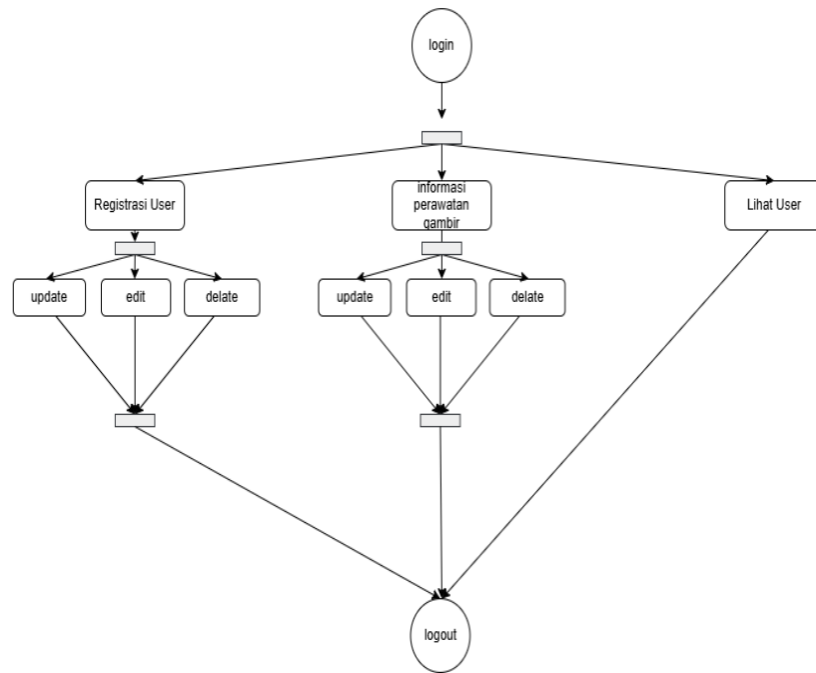 login
Registrasi User
informasi
perawatan
gambir
Lihat User
update
edit
delate
update
edit
delate
logout